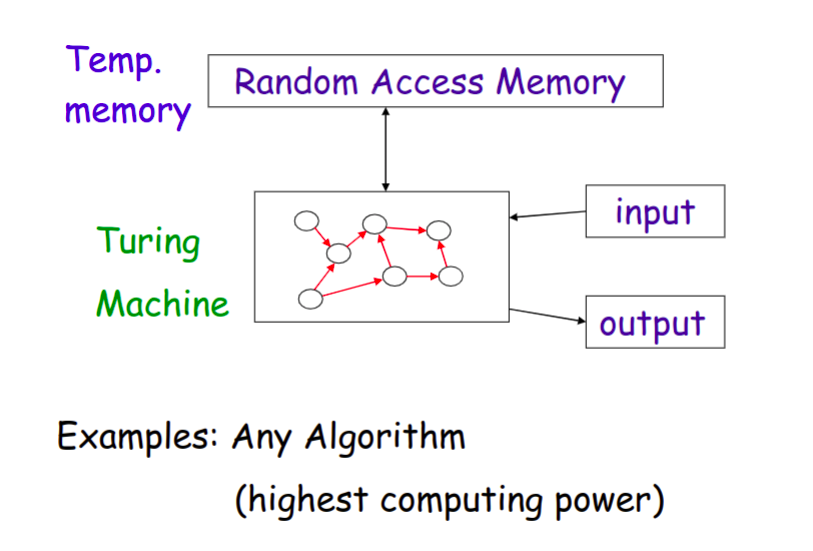 Temp.
memory
Random Access Memory
Turing
Machine
input
output
Examples: Any Algorithm
(highest computing power)